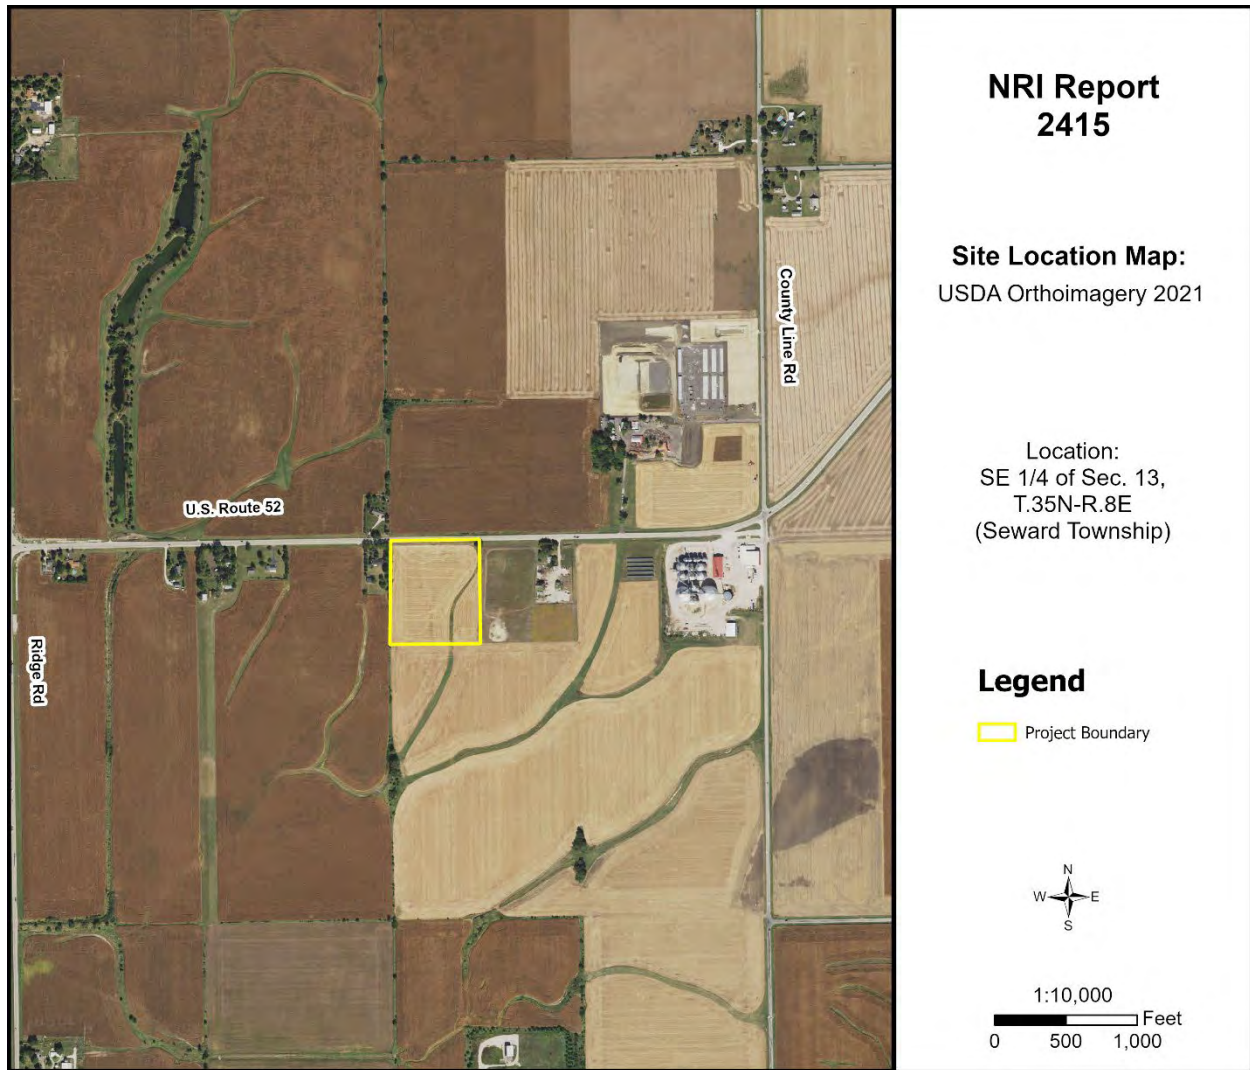 NRI Report
2415
Site Location Map:
USDA Orthoimagery 2021
County Line Rd
Location:
SE 1/4 of Sec. 13,
T.35N-R.8E
(Seward Township)
U.S. Route 52
Ridge Rd
Legend
Project Boundary
N
W E
S
1:10,000
Feet
0 500 1,000